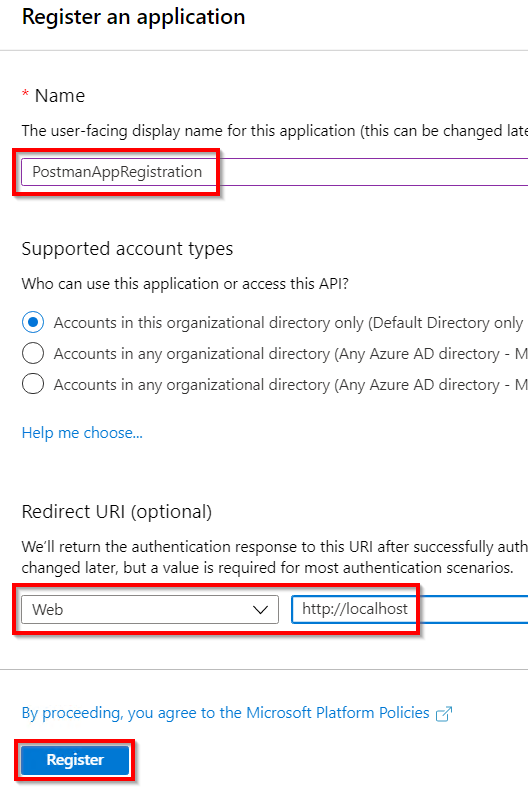 Register an application
* Name
The user-facing display name for this application (this can be changed late
PostmanAppRegistration
Supported account types
Who can use this application or access this API?
Accounts in this organizational directory only (Default Directory only
Accounts in any organizational directory (Any Azure AD directory - M
Accounts in any organizational directory (Any Azure AD directory - M
Help me choose...
Redirect URI (optional)
We'll return the authentication response to this URI after successfully auth
changed later, but a value is required for most authentication scenarios.
Web http://localhost
By proceeding, you agree to the Microsoft Platform Policies
Register